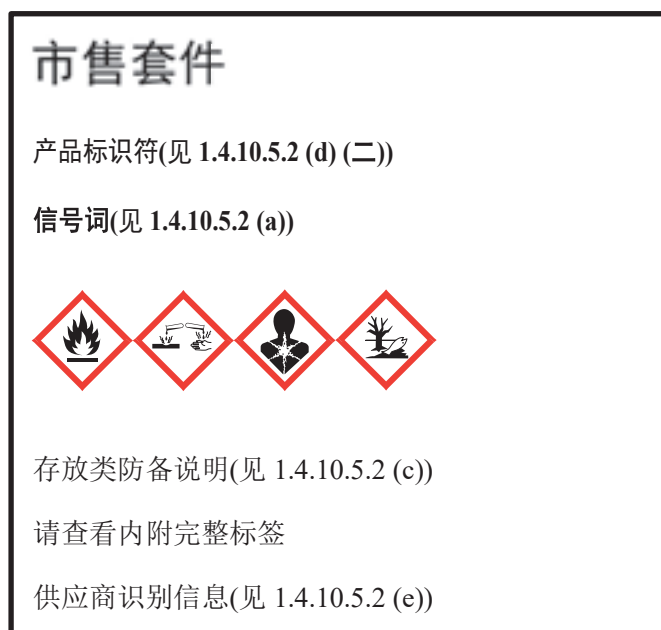 市售套件
产品标识符(见 1.4.10.5.2 (d) (二))
信号词(见 1.4.10.5.2 (a))
存放类防备说明(见 1.4.10.5.2 (c))
请查看内附完整标签
供应商识别信息(见 1.4.10.5.2 (e))